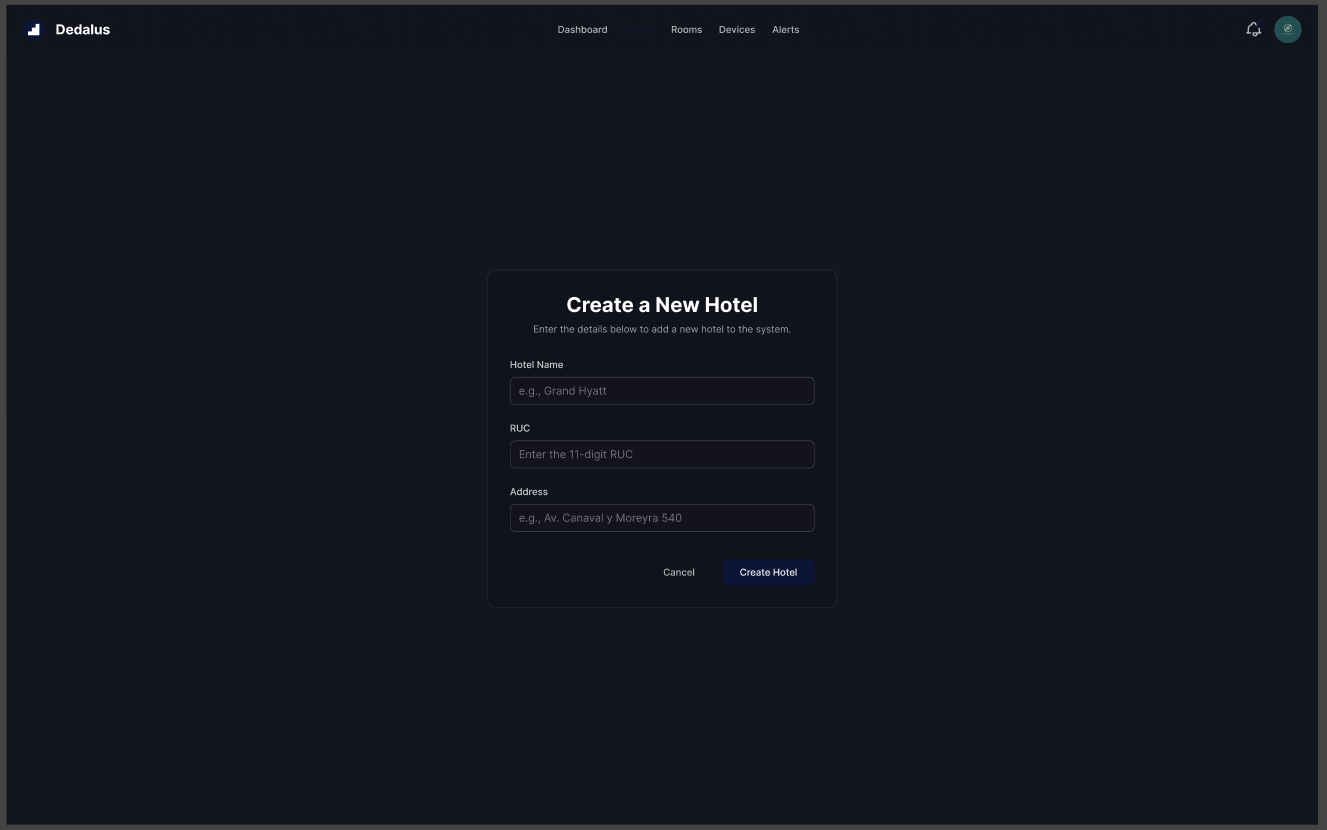 Dedalus
Dashboard Rooms Devices Alerts
Create a New Hotel
Enter the details below to add a new hotel to the system.
Hotel Name
e.g., Grand Hyatt
RUC
Enter the 11-digit RUC
Address
e.g., Av. Canaval y Moreyra 540
Cancel Create Hotel